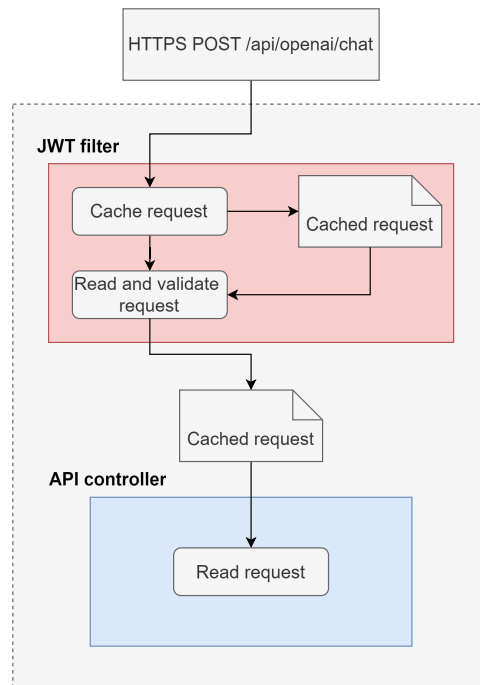 HTTPS POST /api/openai/chat
JWT filter
Cache request
Cached request
Read and validate
request
Cached request
API controller
Read request